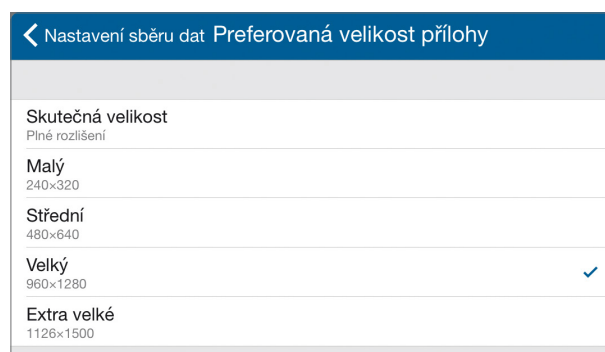 Nastavení sběru dat Preferovaná velikost přílohy
Skutečná velikost
Plné rozlišení
Malý
240×320
Střední
480×640
Velký
960×1280
Extra velké
1126×1500